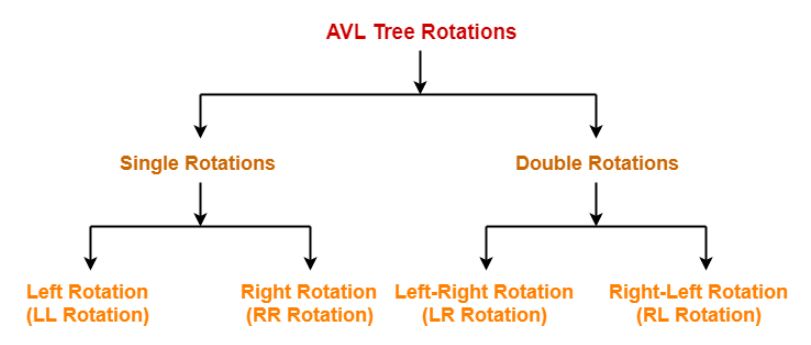 AVL Tree Rotations
Single Rotations
Double Rotations
Left Rotation
(LL Rotation)
Right Rotation
(RR Rotation)
Left-Right Rotation
(LR Rotation)
Right-Left Rotation
(RL Rotation)